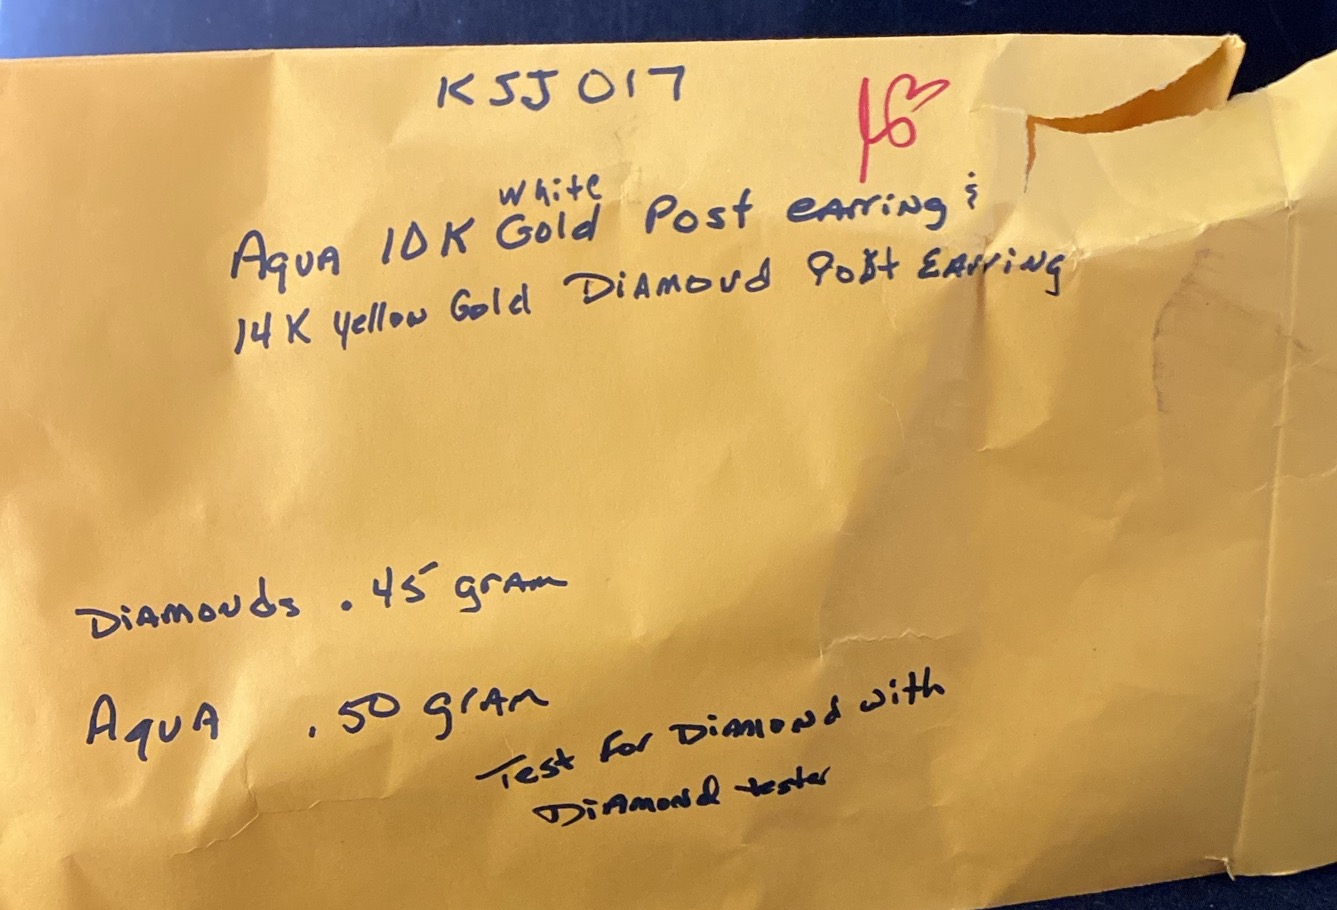 KSJ017
White
Aqua 10K Gold Post earring &
14K yellow Gold Diamond Post Earring
Diamonds .45 gram
Aqua .50 gram
Test For Diamond with
Diamond tester